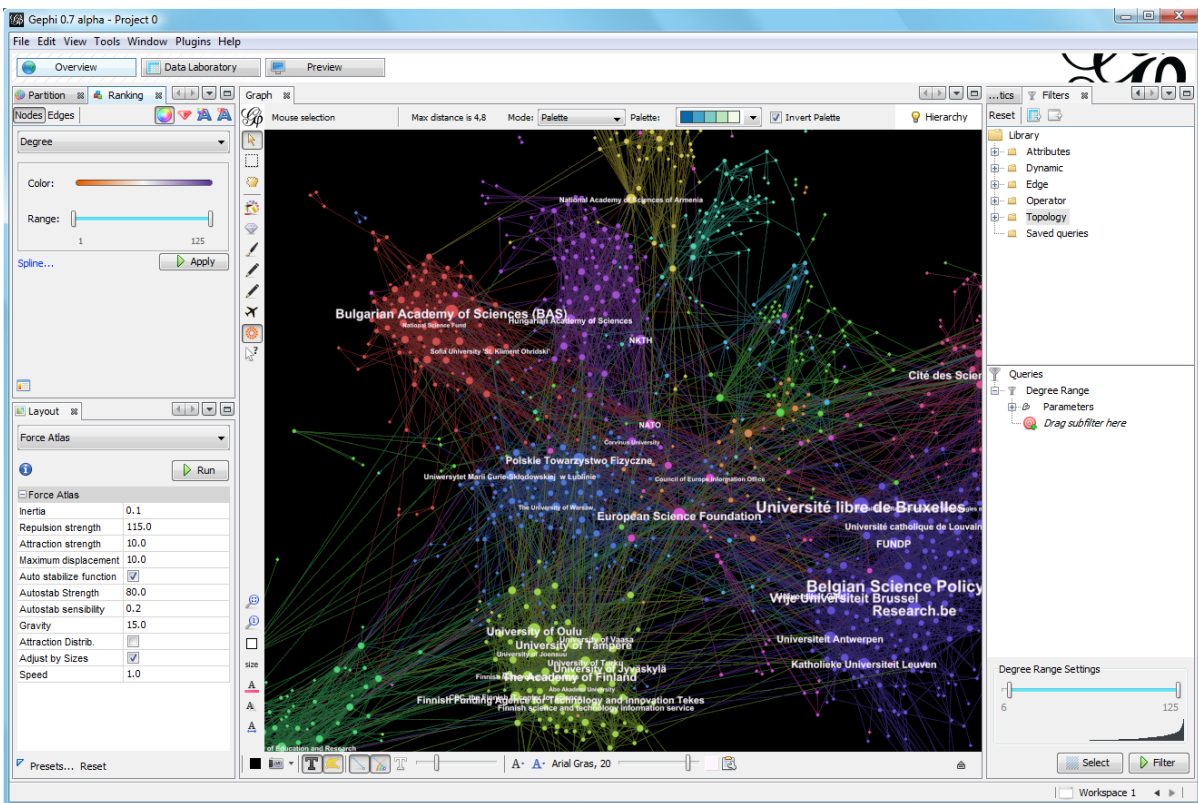 Gephi 0.7 alpha - Project 0
File Edit View Tools Window Plugins Help
Overview Data Laboratory Preview
Partition Ranking
Nodes Edges
Degree
Color:
Range:
1 125
Spline... Apply
Layout
Force Atlas
Run
Force Atlas
Inertia 0.1
Repulsion strength 115.0
Attraction strength 10.0
Maximum displacement 10.0
Auto stabilize function
Autostab Strength 80.0
Autostab sensibility 0.2
Gravity 15.0
Attraction Distrib.
Adjust by Sizes
Speed 1.0
Presets... Reset
Graph
Mouse selection Max distance is 4,8 Mode: Palette Palette: Invert Palette Hierarchy
size
National Academy of Sciences of Armenia
Bulgarian Academy of Sciences (BAS)
Hungarian Academy of Sciences
National Science Fund
NKTH
Sofia University 'St. Kliment Ohridski'
Cité des Scien
NATO
Corvinus University
Polskie Towarzystwo Fizyczne
Uniwersytet Marii Curie-Skłodowskiej w Lublinie
Council of Europe Information Office
The University of Warsaw
European Science Foundation
Université libre de Bruxelles
Université catholique de Louvain
FUNDP
Belgian Science Policy
Vrije Universiteit Brussel
Research.be
University of Oulu
University of Vaasa
Universiteit Antwerpen
University of Tampere
University of Joensuu
University of Turku
Katholieke Universiteit Leuven
University of Jyväskylä
The Academy of Finland
Abo Akademi University
Finnish Funding Agency for Technology and Innovation Tekes
Finnish science and technology information service
of Education and Research
Arial Gras, 20
...tics Filters
Reset
Library
Attributes
Dynamic
Edge
Operator
Topology
Saved queries
Queries
Degree Range
Parameters
Drag subfilter here
Degree Range Settings
6 125
Select Filter
Workspace 1